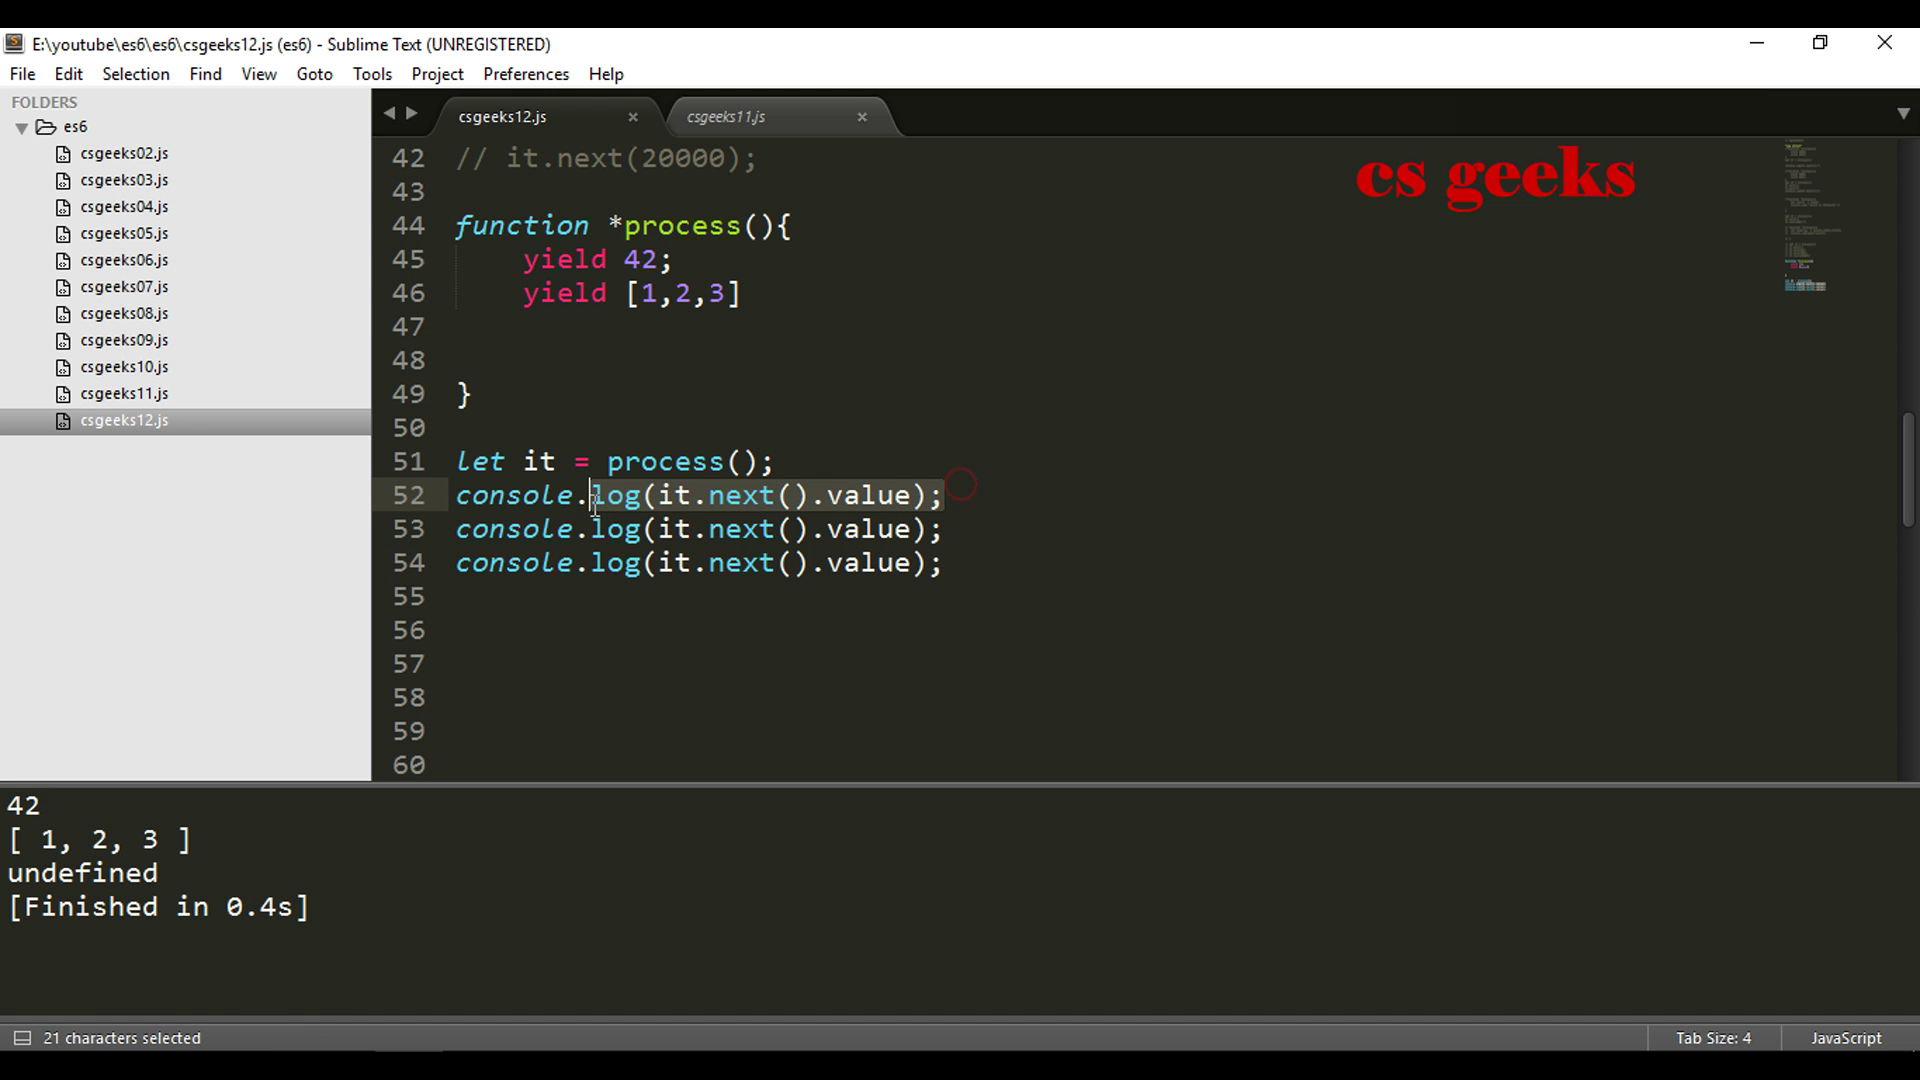 E:\youtube\es6\es6\csgeeks12.js (es6) - Sublime Text (UNREGISTERED)
File Edit Selection Find View Goto Tools Project Preferences Help
FOLDERS
es6
csgeeks02.js
csgeeks03.js
csgeeks04.js
csgeeks05.js
csgeeks06.js
csgeeks07.js
csgeeks08.js
csgeeks09.js
csgeeks10.js
csgeeks11.js
csgeeks12.js
csgeeks12.js × csgeeks11.js ×
cs geeks
42 // it.next(20000);
43
44 function *process(){
45 yield 42;
46 yield [1,2,3]
47
48
49 }
50
51 let it = process();
52 console.log(it.next().value);
53 console.log(it.next().value);
54 console.log(it.next().value);
55
56
57
58
59
60
42
[ 1, 2, 3 ]
undefined
[Finished in 0.4s]
21 characters selected
Tab Size: 4
JavaScript